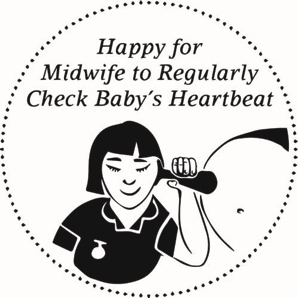 Happy for
Midwife to Regularly
Check Baby's Heartbeat